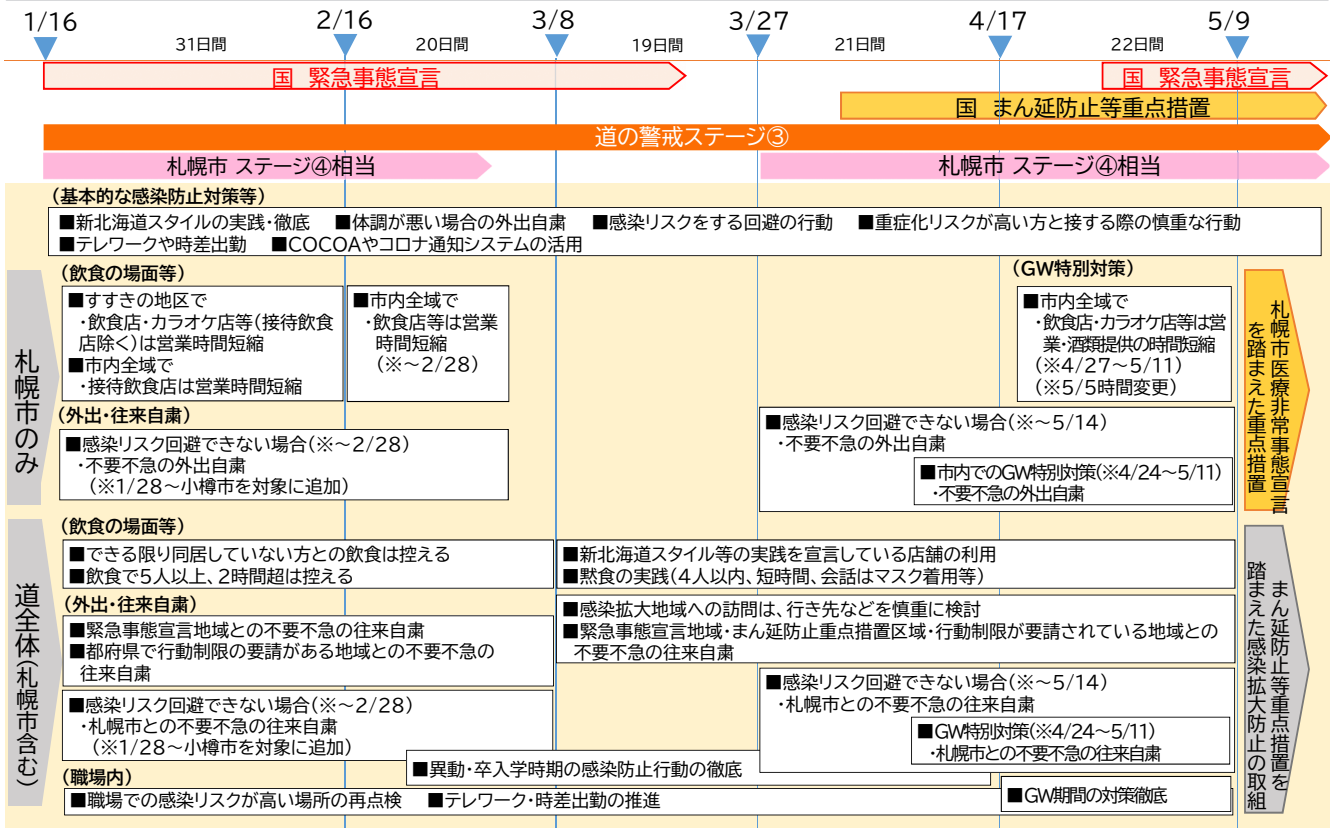 1/16
2/16
3/8
3/27
4/17
5/9
31日間
20日間
19日間
21日間
22日間
国 緊急事態宣言
国 緊急事態宣言
国 まん延防止等重点措置
道の警戒ステージ③
札幌市 ステージ④相当
札幌市 ステージ④相当
(基本的な感染防止対策等)
■新北海道スタイルの実践・徹底 ■体調が悪い場合の外出自粛 ■感染リスクをする回避の行動 ■重症化リスクが高い方と接する際の慎重な行動
■テレワークや時差出勤 ■COCOAやコロナ通知システムの活用
札幌市のみ
(飲食の場面等)
■すすきの地区で
・飲食店・カラオケ店等(接待飲食
店除く)は営業時間短縮
■市内全域で
・接待飲食店は営業時間短縮
■市内全域で
・飲食店等は営業
時間短縮
(※~2/28)
(GW特別対策)
■市内全域で
・飲食店・カラオケ店等は営
業・酒類提供の時間短縮
(※4/27~5/11)
(※5/5時間変更)
(外出・往来自粛)
■感染リスク回避できない場合(※~2/28)
・不要不急の外出自粛
(※1/28~小樽市を対象に追加)
■感染リスク回避できない場合(※~5/14)
・不要不急の外出自粛
■市内でのGW特別対策(※4/24~5/11)
・不要不急の外出自粛
札幌市医療非常事態宣言
を踏まえた重点措置
道全体(札幌市含む)
(飲食の場面等)
■できる限り同居していない方との飲食は控える
■飲食で5人以上、2時間超は控える
■新北海道スタイル等の実践を宣言している店舗の利用
■黙食の実践(4人以内、短時間、会話はマスク着用等)
(外出・往来自粛)
■緊急事態宣言地域との不要不急の往来自粛
■都府県で行動制限の要請がある地域との不要不急の
往来自粛
■感染拡大地域への訪問は、行き先などを慎重に検討
■緊急事態宣言地域・まん延防止重点措置区域・行動制限が要請されている地域との
不要不急の往来自粛
■感染リスク回避できない場合(※~2/28)
・札幌市との不要不急の往来自粛
(※1/28~小樽市を対象に追加)
■感染リスク回避できない場合(※~5/14)
・札幌市との不要不急の往来自粛
■GW特別対策(※4/24~5/11)
・札幌市との不要不急の往来自粛
■異動・卒入学時期の感染防止行動の徹底
(職場内)
■職場での感染リスクが高い場所の再点検 ■テレワーク・時差出勤の推進
■GW期間の対策徹底
まん延防止等重点措置を
踏まえた感染拡大防止の取組